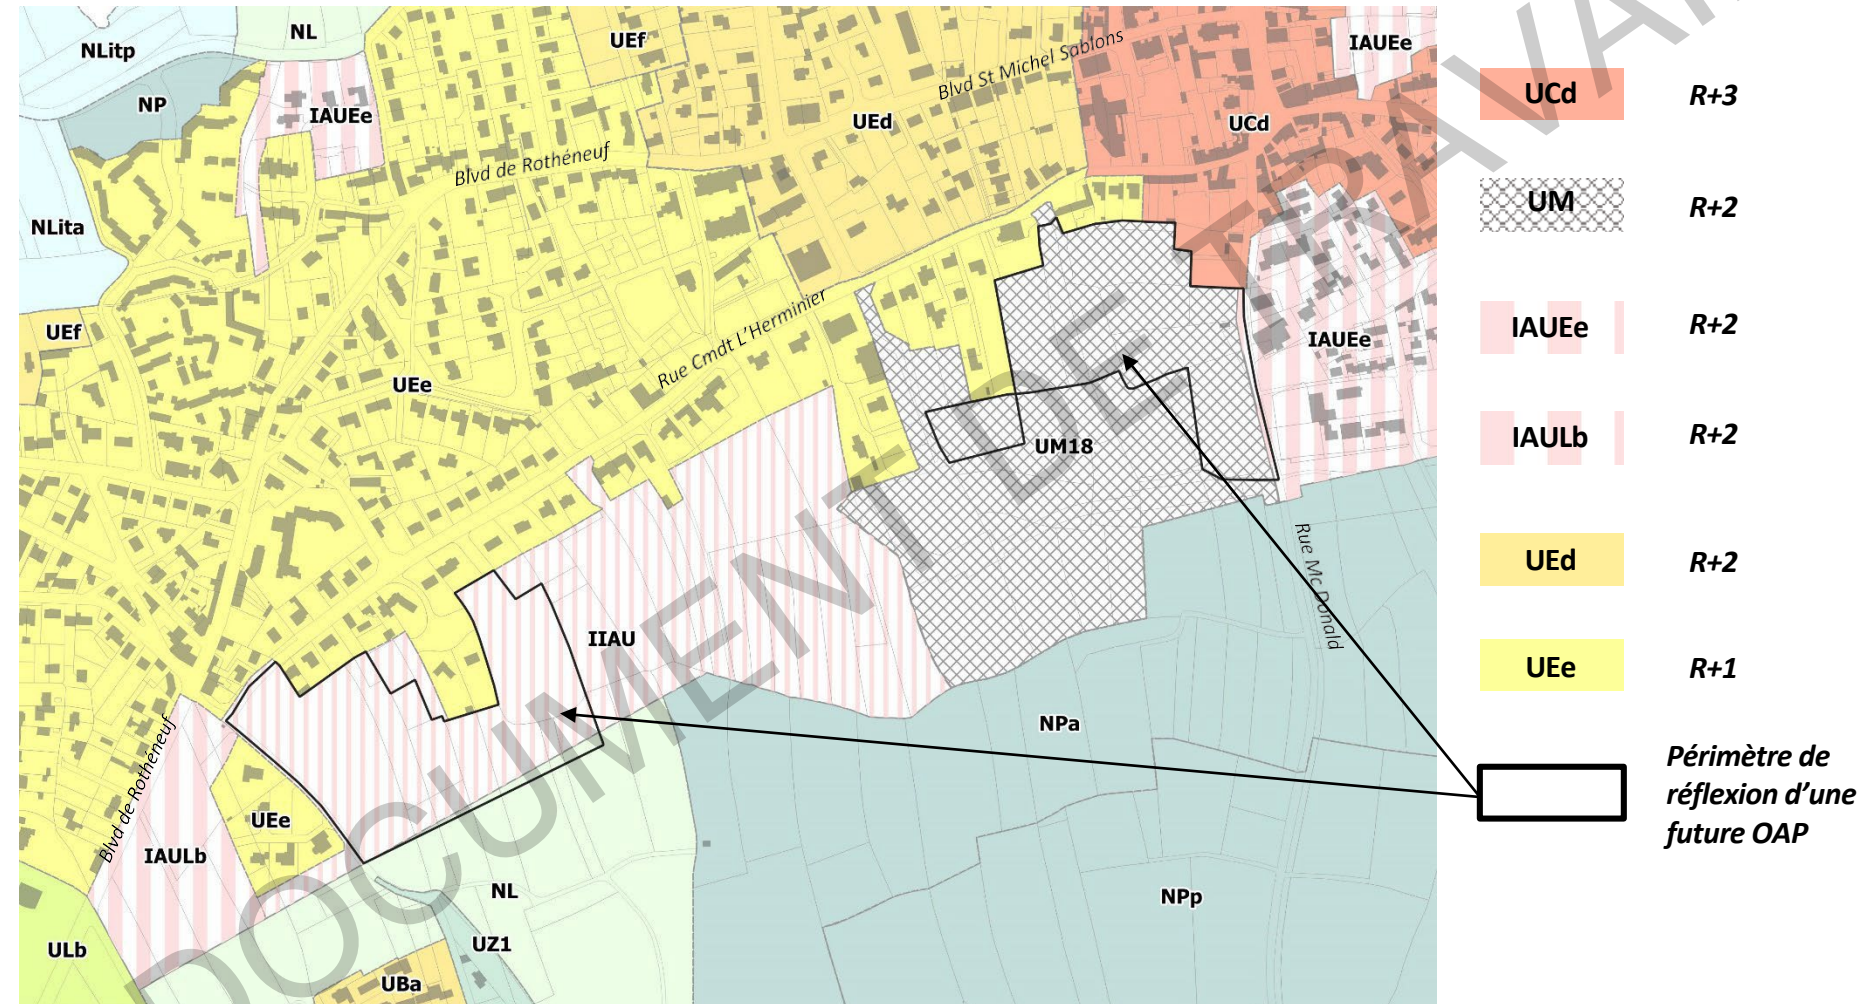 NLitp
NL
UEf
IAUEe
NP
IAUEe
Blvd St Michel Sablons
UEd
UCd
Blvd de Rothéneuf
NLita
UEf
UEe
Rue Cmdt L'Herminier
IAUEe
UM18
Rue Mc Donald
IIAU
NPa
Blvd de Rothéneuf
UEe
IAULb
NL
NPp
ULb
UZ1
UBa
UCd R+3
UM R+2
IAUEe R+2
IAULb R+2
UEd R+2
UEe R+1
Périmètre de
réflexion d'une
future OAP
DOCUMENT DE TRAVAI